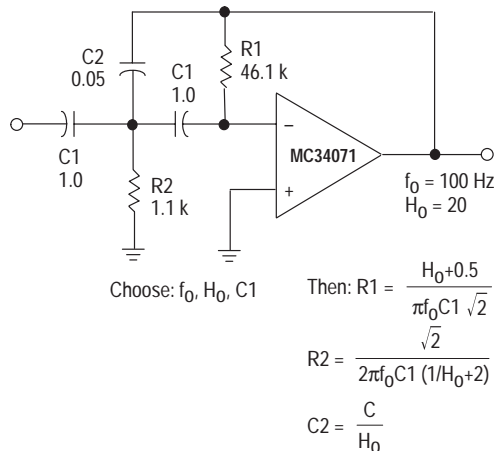 C2
0.05
R1
46.1 k
C1
1.0
C1
1.0
R2
1.1 k
−
MC34071
+
f0 = 100 Hz
H0 = 20
Choose: f0, H0, C1
Then: R1 = H0+0.5 / πf0C1 √2
R2 = √2 / 2πf0C1 (1/H0+2)
C2 = C / H0